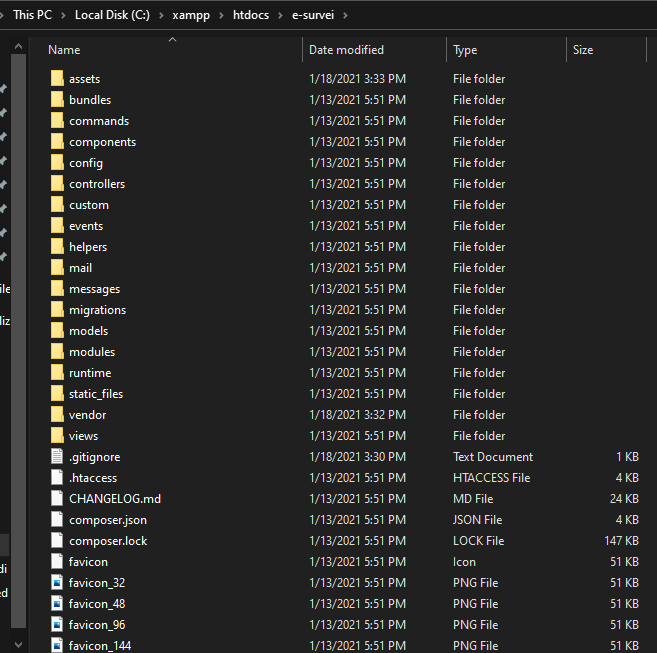 This PC > Local Disk (C:) > xampp > htdocs > e-survei >
Name Date modified Type Size
assets 1/18/2021 3:33 PM File folder
bundles 1/13/2021 5:51 PM File folder
commands 1/13/2021 5:51 PM File folder
components 1/13/2021 5:51 PM File folder
config 1/13/2021 5:51 PM File folder
controllers 1/13/2021 5:51 PM File folder
custom 1/13/2021 5:51 PM File folder
events 1/13/2021 5:51 PM File folder
helpers 1/13/2021 5:51 PM File folder
mail 1/13/2021 5:51 PM File folder
messages 1/13/2021 5:51 PM File folder
migrations 1/13/2021 5:51 PM File folder
models 1/13/2021 5:51 PM File folder
modules 1/13/2021 5:51 PM File folder
runtime 1/13/2021 5:51 PM File folder
static_files 1/13/2021 5:51 PM File folder
vendor 1/18/2021 3:32 PM File folder
views 1/13/2021 5:51 PM File folder
.gitignore 1/18/2021 3:30 PM Text Document 1 KB
.htaccess 1/13/2021 5:51 PM HTACCESS File 4 KB
CHANGELOG.md 1/13/2021 5:51 PM MD File 24 KB
composer.json 1/13/2021 5:51 PM JSON File 4 KB
composer.lock 1/13/2021 5:51 PM LOCK File 147 KB
favicon 1/13/2021 5:51 PM Icon 51 KB
favicon_32 1/13/2021 5:51 PM PNG File 51 KB
favicon_48 1/13/2021 5:51 PM PNG File 51 KB
favicon_96 1/13/2021 5:51 PM PNG File 51 KB
favicon_144 1/13/2021 5:51 PM PNG File 51 KB